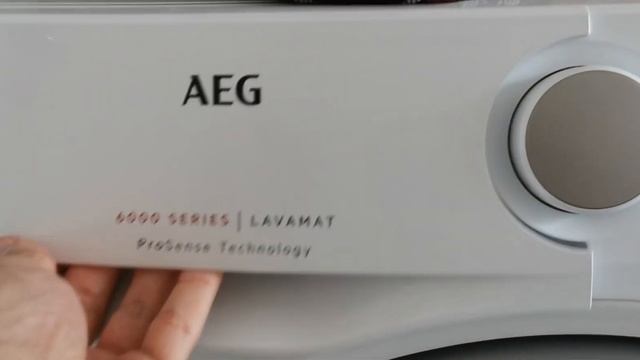 AEG
6000 SERIES | LAVAMAT
ProSense Technology